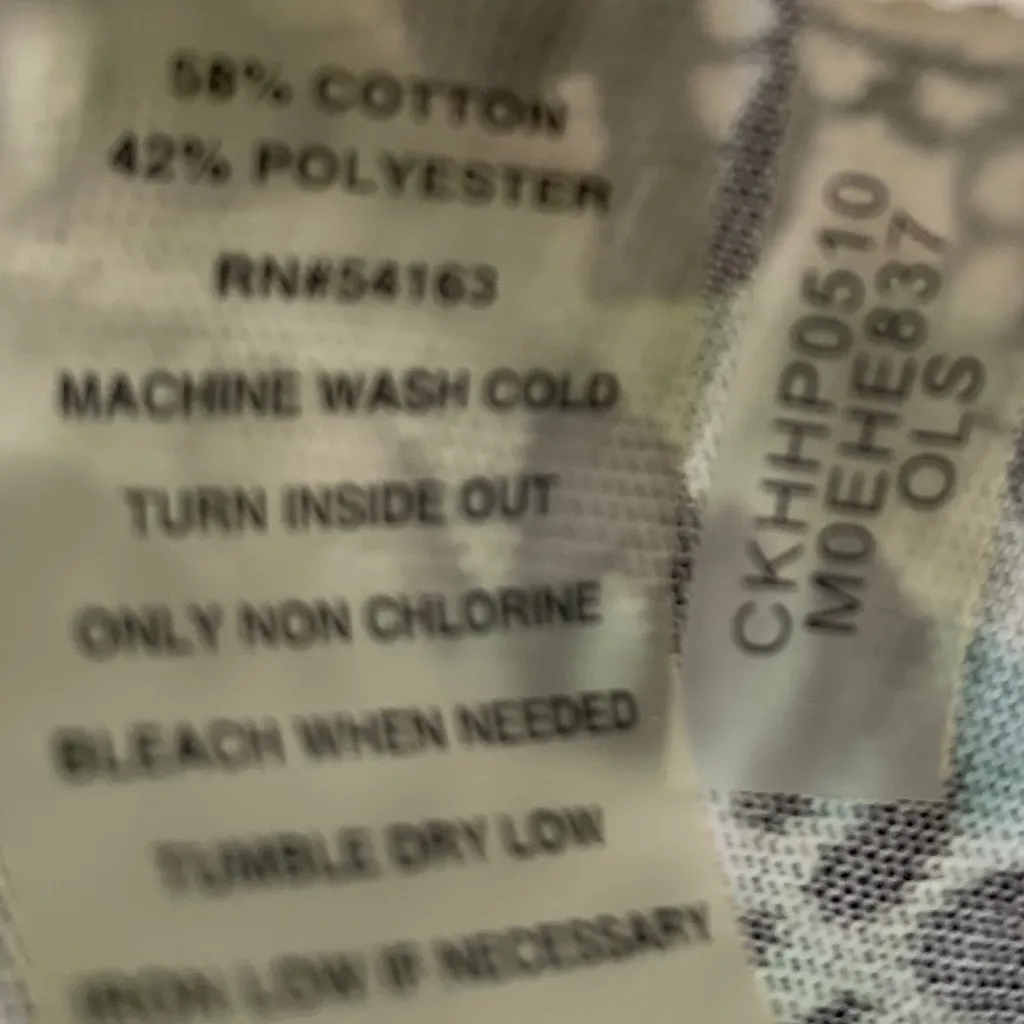 58% COTTON
42% POLYESTER
RN#54163
MACHINE WASH COLD
TURN INSIDE OUT
ONLY NON CHLORINE
BLEACH WHEN NEEDED
TUMBLE DRY LOW
IRON LOW IF NECESSARY
CKHHP0510
M0EHE837
OLS